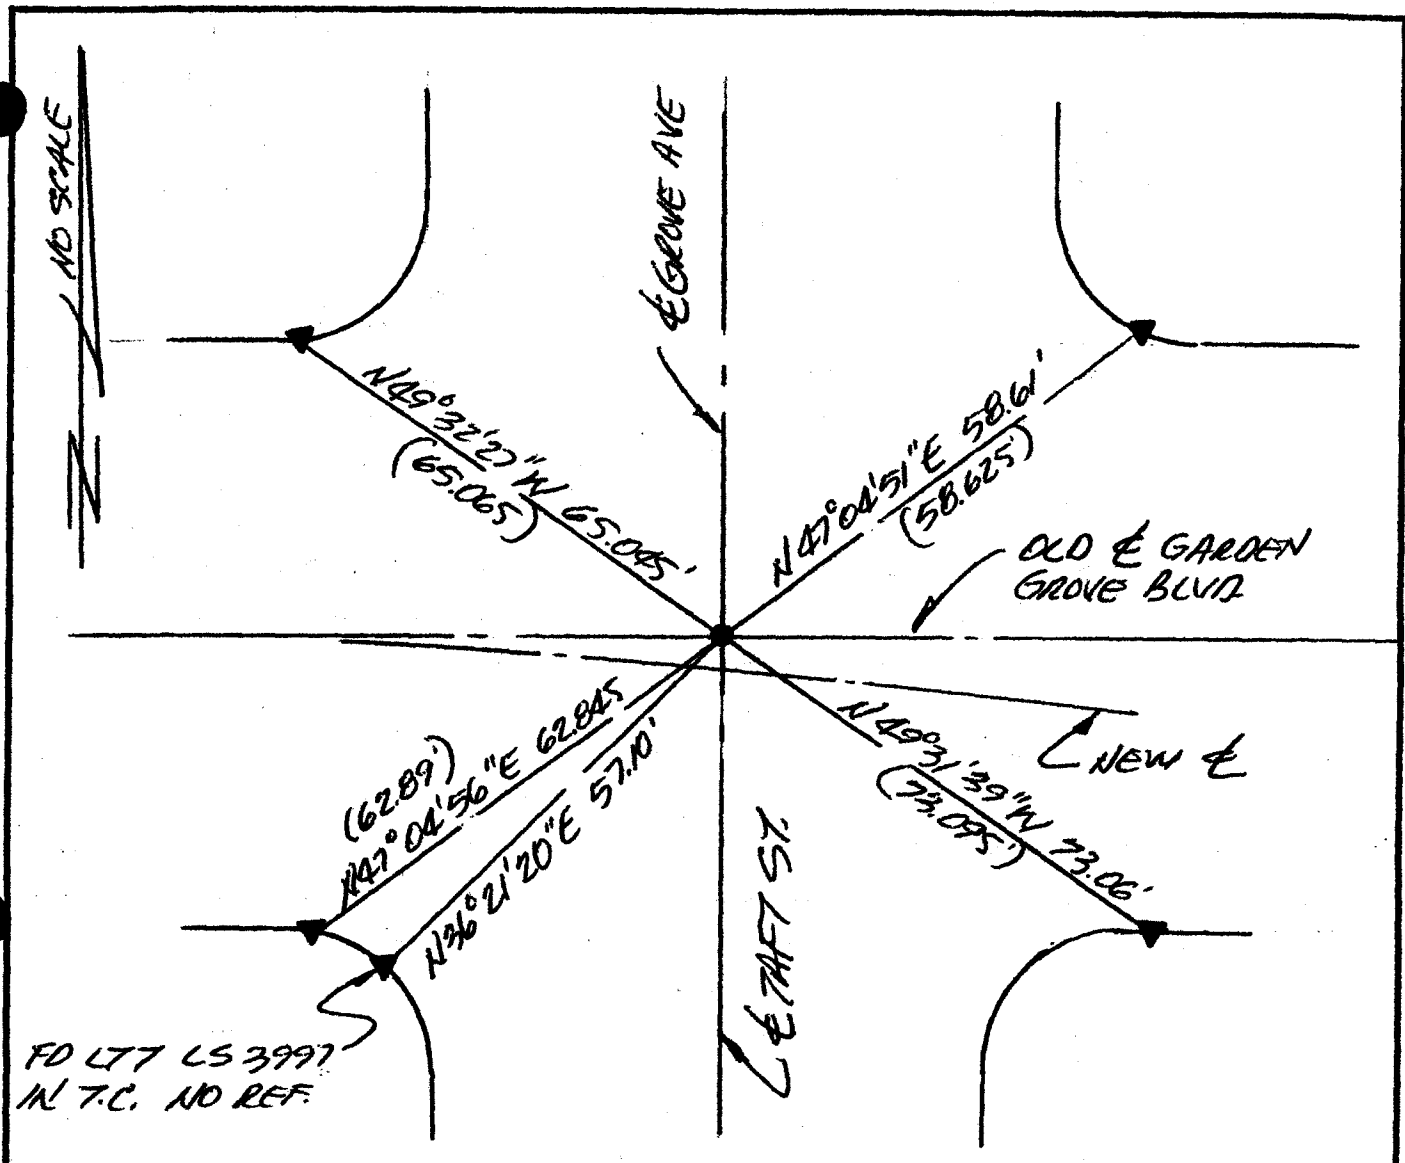 NO SCALE
N
℄ GROVE AVE
N49°32'27"W 65.045'
(65.065)
N47°04'51"E 58.61'
(58.625')
OLD ℄ GARDEN
GROVE BLVD
(62.89')
N47°04'56"E 62.845
N36°21'20"E 57.10'
N49°31'39"W 73.06'
(73.095')
NEW ℄
℄ TAFT ST.
FD LTT LS 3997
IN T.C. NO REF.